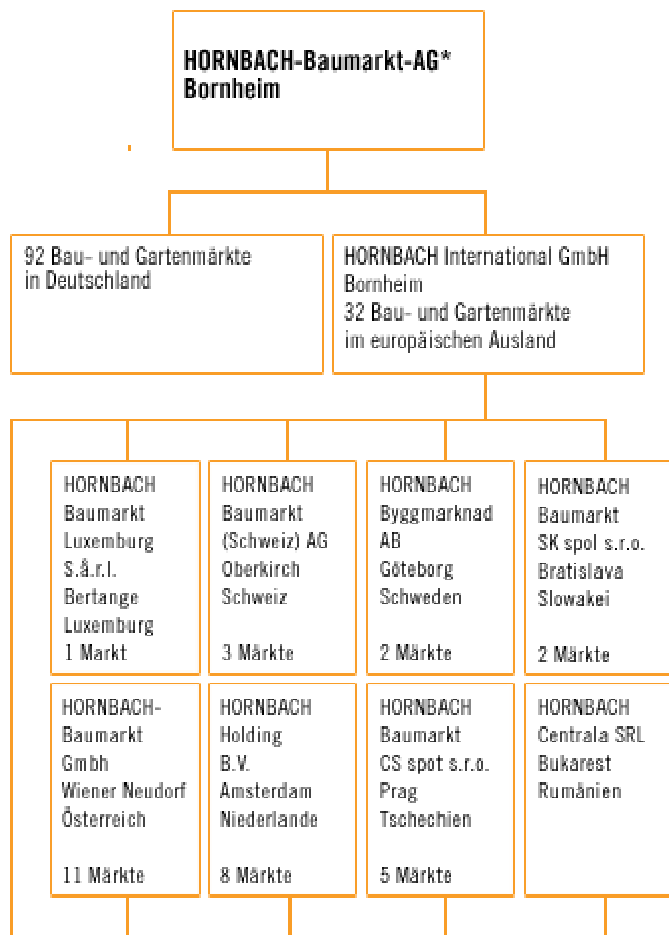 HORNBACH-Baumarkt-AG*
Bornheim
92 Bau- und Gartenmärkte
in Deutschland
HORNBACH International GmbH
Bornheim
32 Bau- und Gartenmärkte
im europäischen Ausland
HORNBACH
Baumarkt
Luxemburg
S.å.r.l.
Bertange
Luxemburg
1 Markt
HORNBACH
Baumarkt
(Schweiz) AG
Oberkirch
Schweiz
3 Märkte
HORNBACH
Byggmarknad
AB
Göteborg
Schweden
2 Märkte
HORNBACH
Baumarkt
SK spol s.r.o.
Bratislava
Slowakei
2 Märkte
HORNBACH-
Baumarkt
Gmbh
Wiener Neudorf
Österreich
11 Märkte
HORNBACH
Holding
B.V.
Amsterdam
Niederlande
8 Märkte
HORNBACH
Baumarkt
CS spot s.r.o.
Prag
Tschechien
5 Märkte
HORNBACH
Centrala SRL
Bukarest
Rumänien